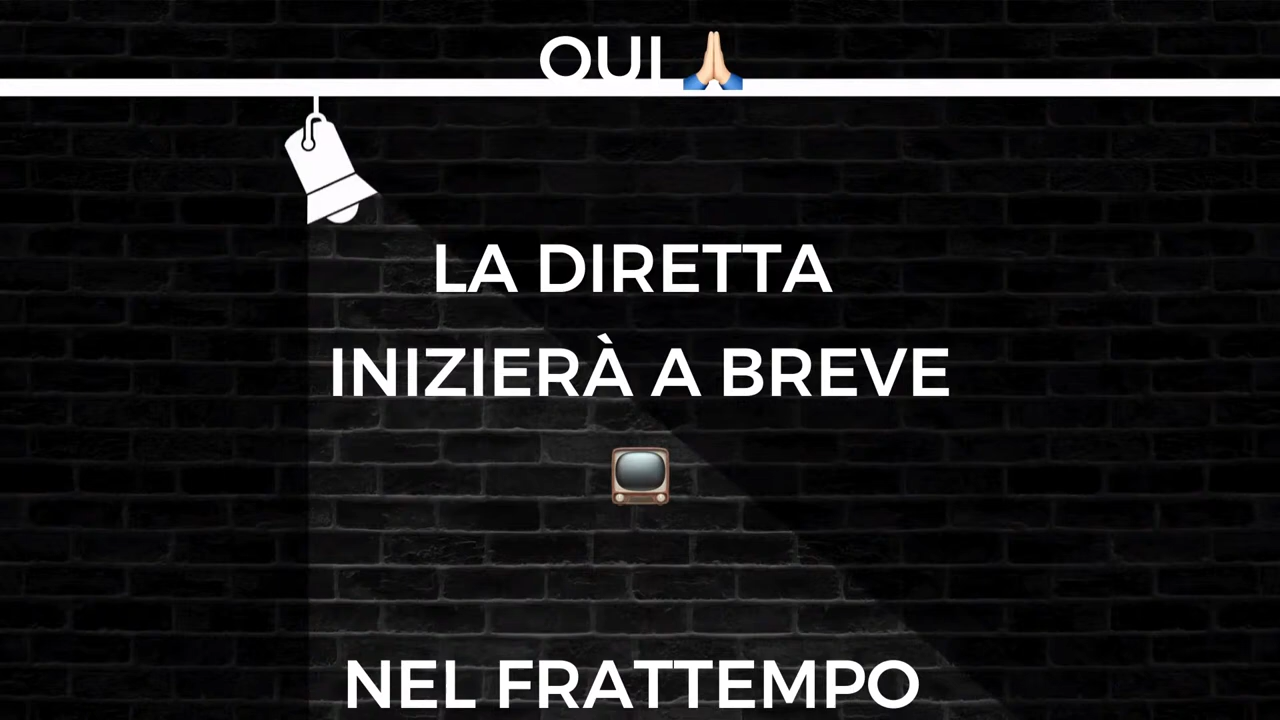 QUI 🙏🏻
LA DIRETTA
INIZIERÀ A BREVE
📺
NEL FRATTEMPO